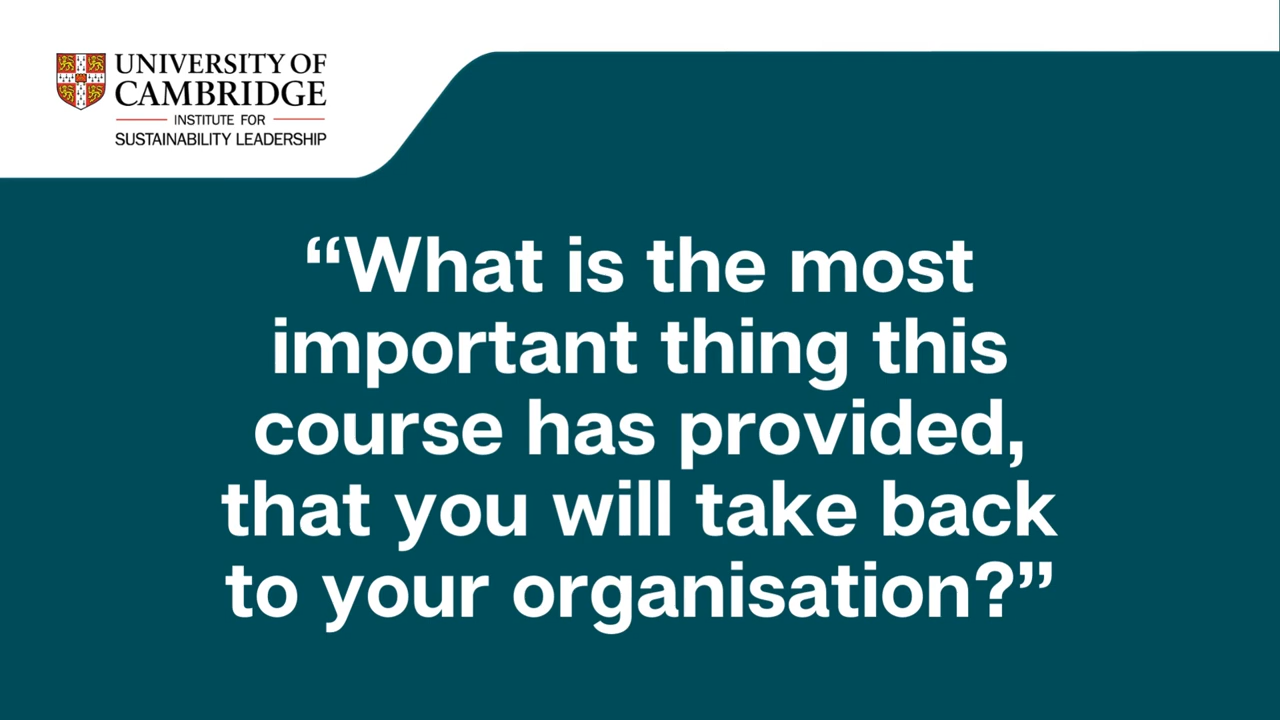 UNIVERSITY OF
CAMBRIDGE
INSTITUTE FOR
SUSTAINABILITY LEADERSHIP
“What is the most
important thing this
course has provided,
that you will take back
to your organisation?”